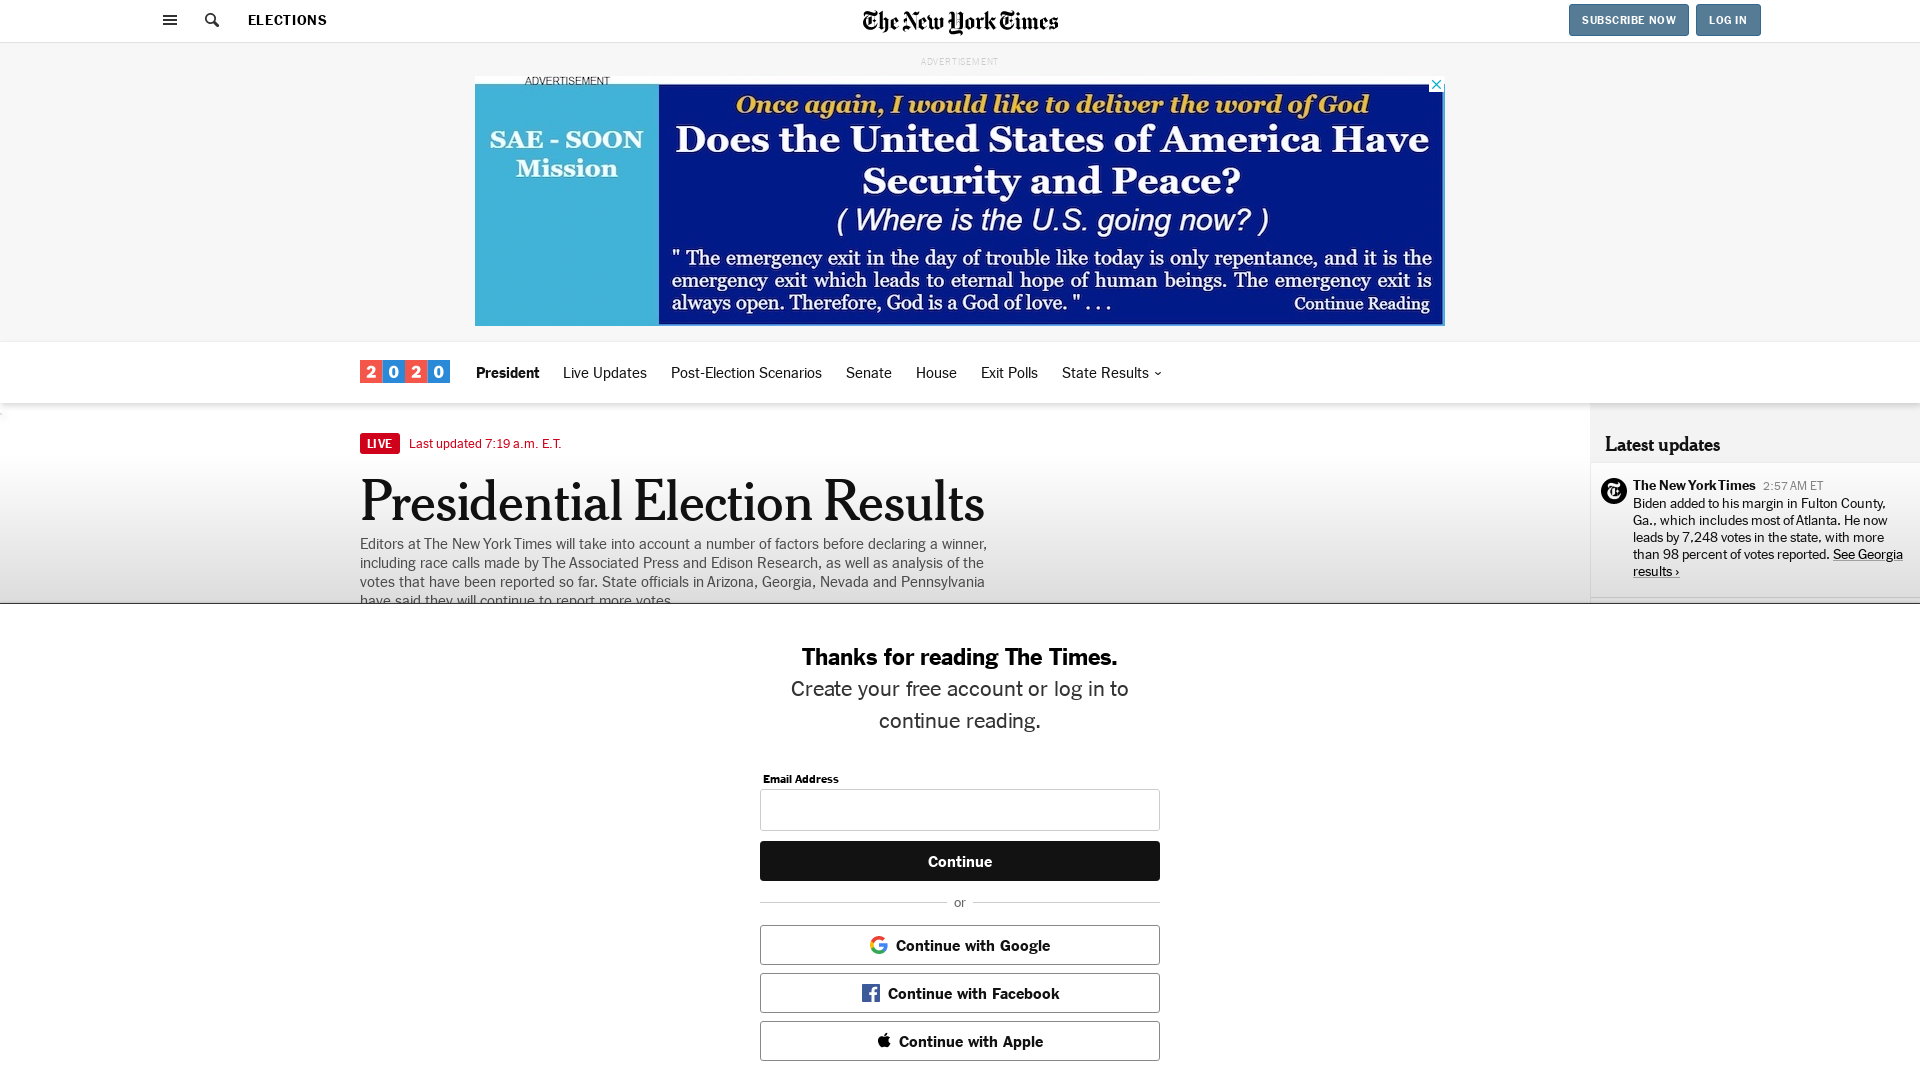 ELECTIONS
The New York Times
SUBSCRIBE NOW
LOG IN
ADVERTISEMENT
ADVERTISEMENT
SAE - SOON
Mission
Once again, I would like to deliver the word of God
Does the United States of America Have
Security and Peace?
( Where is the U.S. going now? )
" The emergency exit in the day of trouble like today is only repentance, and it is the
emergency exit which leads to eternal hope of human beings. The emergency exit is
always open. Therefore, God is a God of love. " . . .
Continue Reading
2020
President
Live Updates
Post-Election Scenarios
Senate
House
Exit Polls
State Results
LIVE
Last updated 7:19 a.m. E.T.
Presidential Election Results
Editors at The New York Times will take into account a number of factors before declaring a winner,
including race calls made by The Associated Press and Edison Research, as well as analysis of the
votes that have been reported so far. State officials in Arizona, Georgia, Nevada and Pennsylvania
have said they will continue to report more votes.
Latest updates
The New York Times 2:57 AM ET
Biden added to his margin in Fulton County,
Ga., which includes most of Atlanta. He now
leads by 7,248 votes in the state, with more
than 98 percent of votes reported. See Georgia
results ›
Thanks for reading The Times.
Create your free account or log in to
continue reading.
Email Address
Continue
or
Continue with Google
Continue with Facebook
Continue with Apple